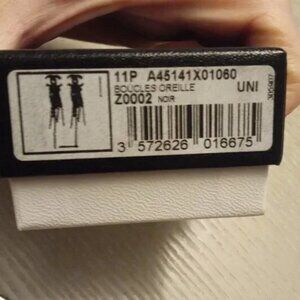 11P A45141X01060
BOUCLES OREILLE UNI
Z0002 NOIR
3 572626 016675